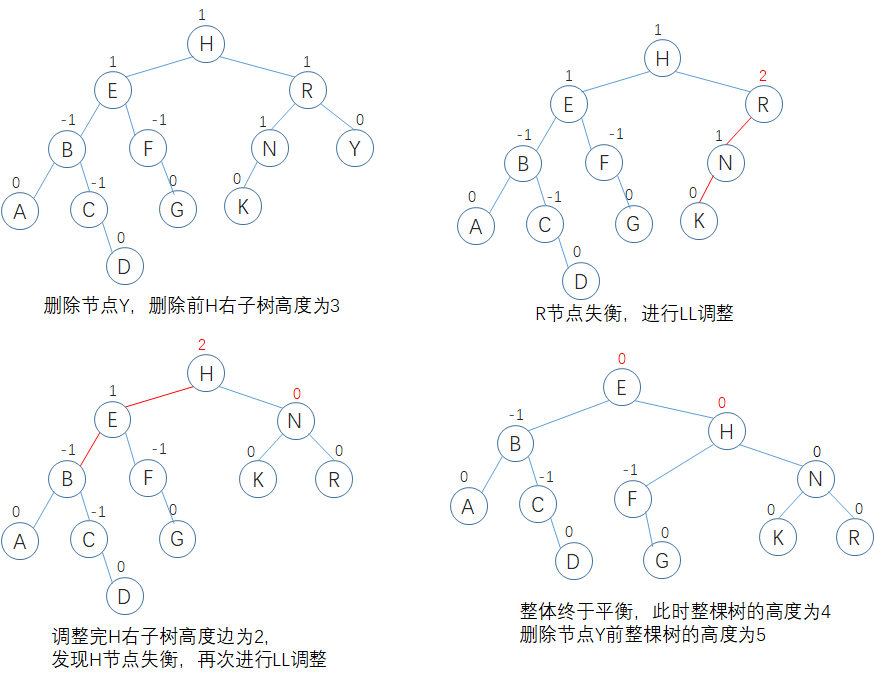 1
H
1
E
1
R
-1
B
-1
F
1
N
0
Y
0
A
-1
C
0
G
0
K
0
D
删除节点Y，删除前H右子树高度为3
1
H
1
E
2
R
-1
B
-1
F
1
N
0
A
-1
C
0
G
0
K
0
D
R节点失衡，进行LL调整
2
H
1
E
0
N
-1
B
-1
F
0
K
0
R
0
A
-1
C
0
G
0
D
调整完H右子树高度边为2,
发现H节点失衡，再次进行LL调整
0
E
-1
B
0
H
0
A
-1
C
-1
F
0
N
0
D
0
G
0
K
0
R
整体终于平衡，此时整棵树的高度为4
删除节点Y前整棵树的高度为5